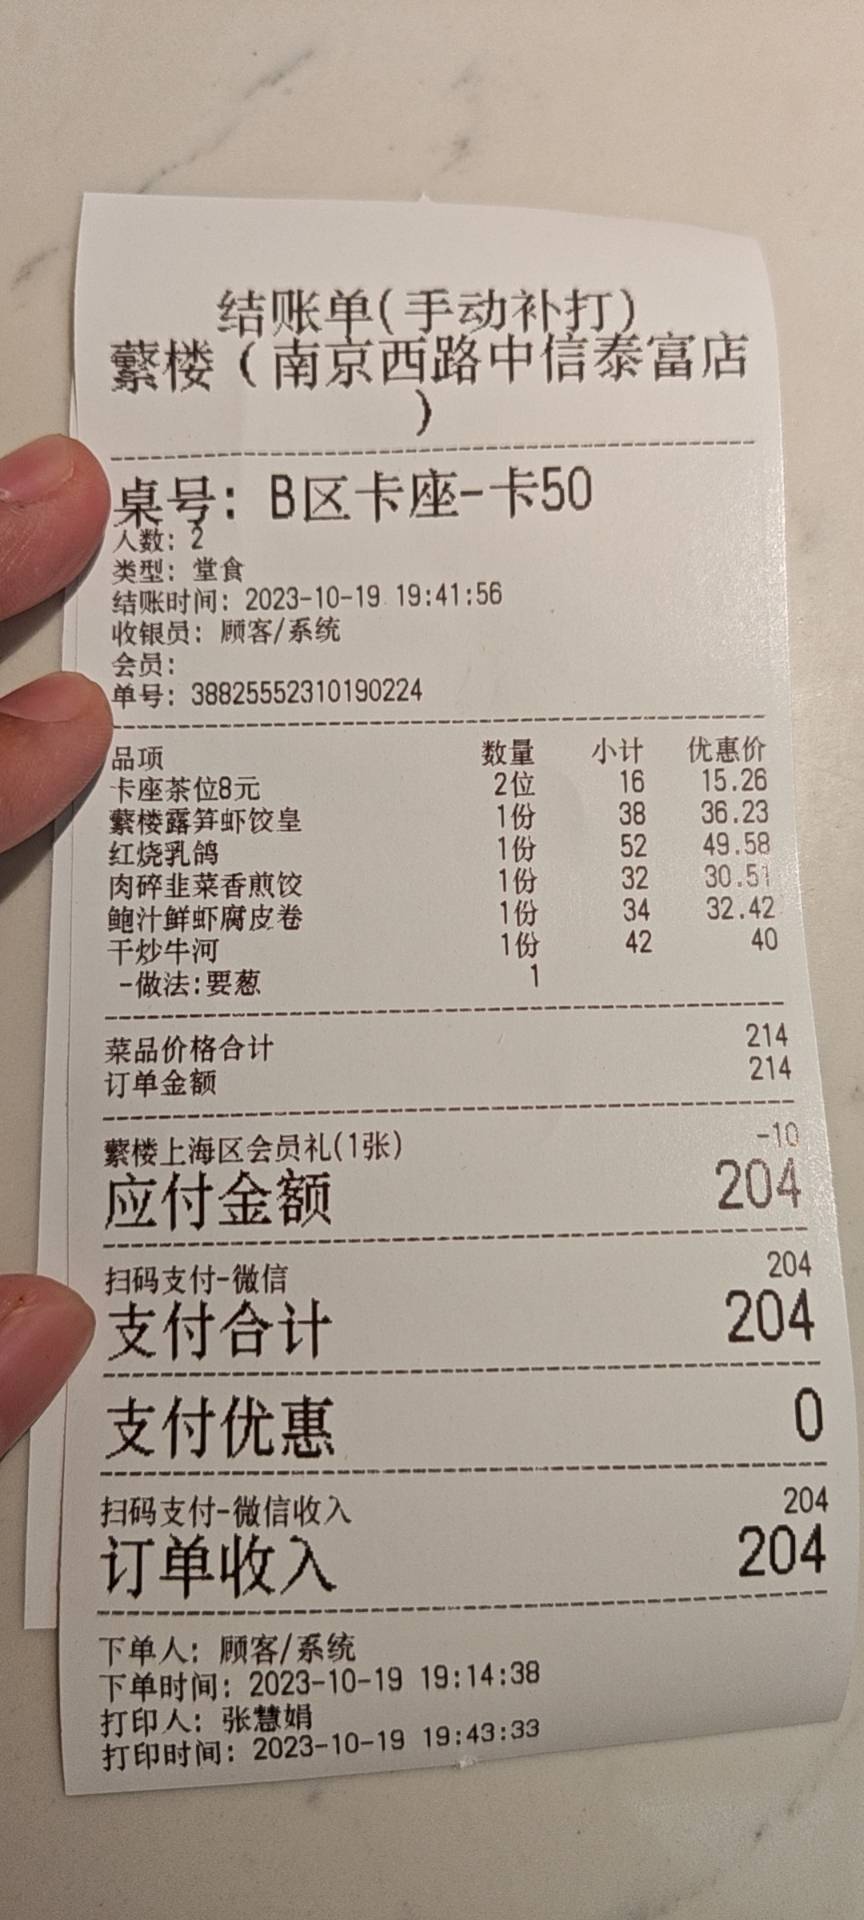 结账单(手动补打)
蘩楼（南京西路中信泰富店
）
桌号: B区卡座-卡50
人数: 2
类型: 堂食
结账时间: 2023-10-19 19:41:56
收银员: 顾客/系统
会员:
单号: 38825552310190224
品项 数量 小计 优惠价
卡座茶位8元 2位 16 15.26
蘩楼露笋虾饺皇 1份 38 36.23
红烧乳鸽 1份 52 49.58
肉碎韭菜香煎饺 1份 32 30.51
鲍汁鲜虾腐皮卷 1份 34 32.42
干炒牛河 1份 42 40
-做法:要葱 1
菜品价格合计 214
订单金额 214
蘩楼上海区会员礼(1张) -10
应付金额 204
扫码支付-微信 204
支付合计 204
支付优惠 0
扫码支付-微信收入 204
订单收入 204
下单人: 顾客/系统
下单时间: 2023-10-19 19:14:38
打印人: 张慧娟
打印时间: 2023-10-19 19:43:33